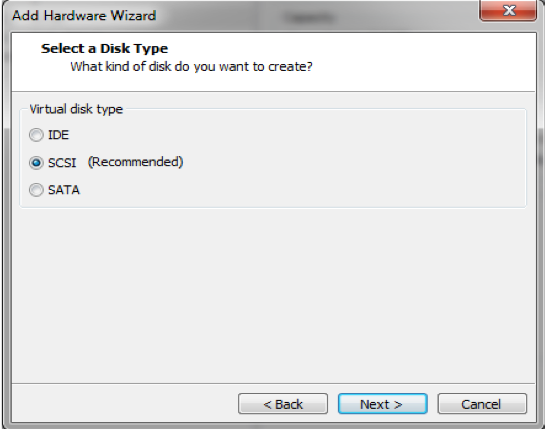 Add Hardware Wizard
Select a Disk Type
What kind of disk do you want to create?
Virtual disk type
IDE
SCSI (Recommended)
SATA
< Back Next > Cancel